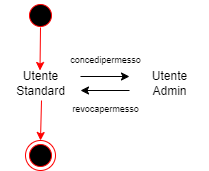 concedipermesso
Utente
Standard
Utente
Admin
revocapermesso